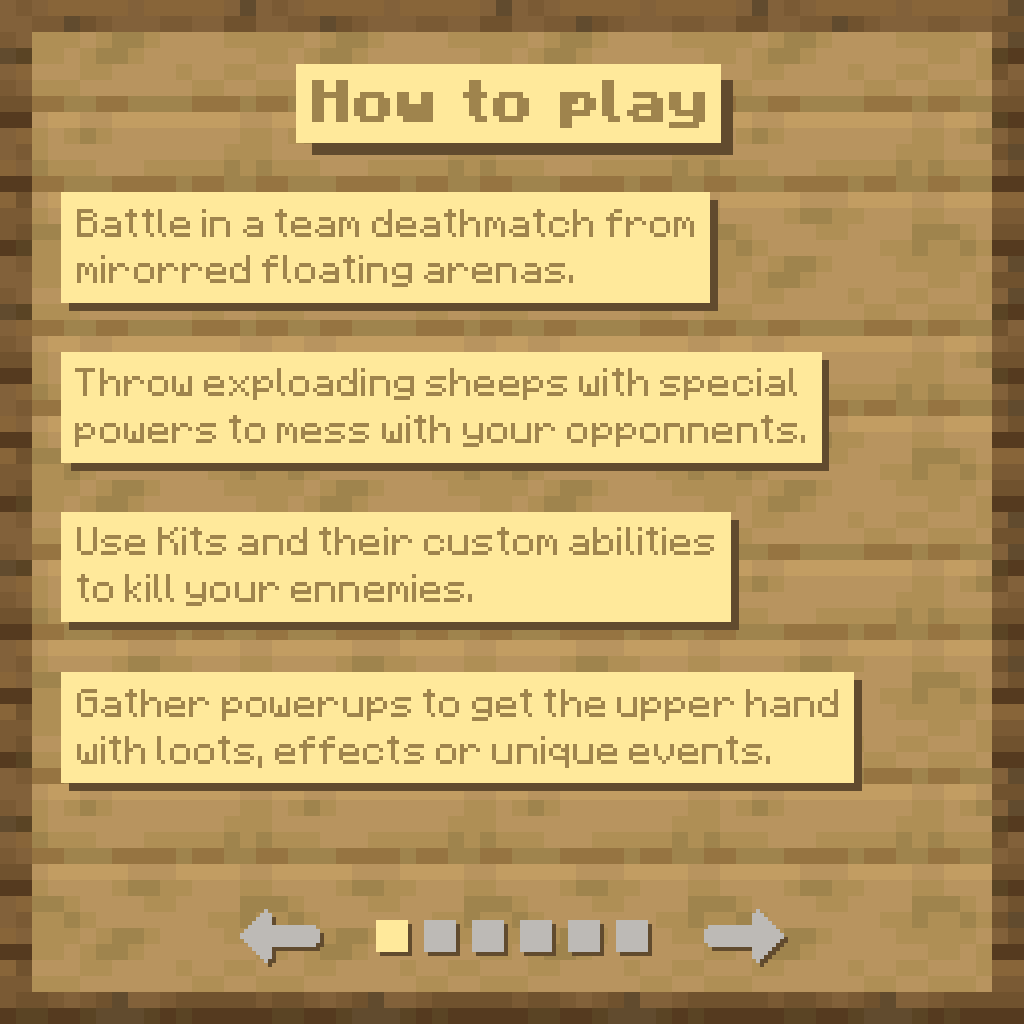 How to play
Battle in a team deathmatch from
mirorred floating arenas.
Throw exploading sheeps with special
powers to mess with your opponnents.
Use Kits and their custom abilities
to kill your ennemies.
Gather powerups to get the upper hand
with loots, effects or unique events.